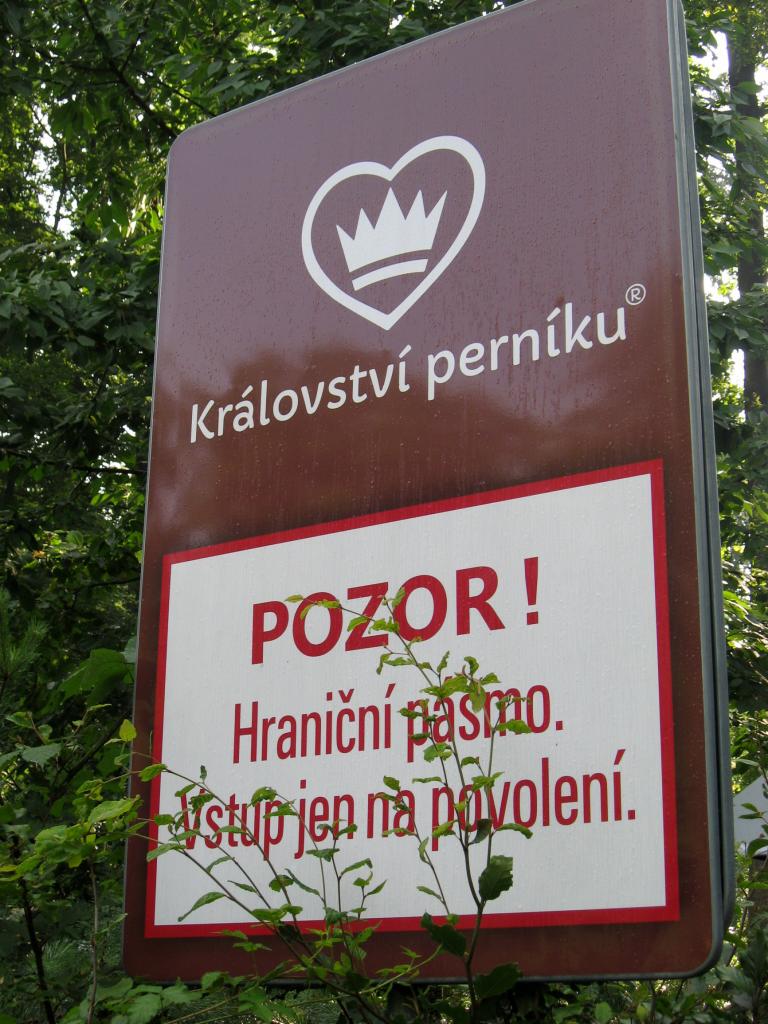 Království perníku®
POZOR!
Hraniční pásmo.
Vstup jen na povolení.